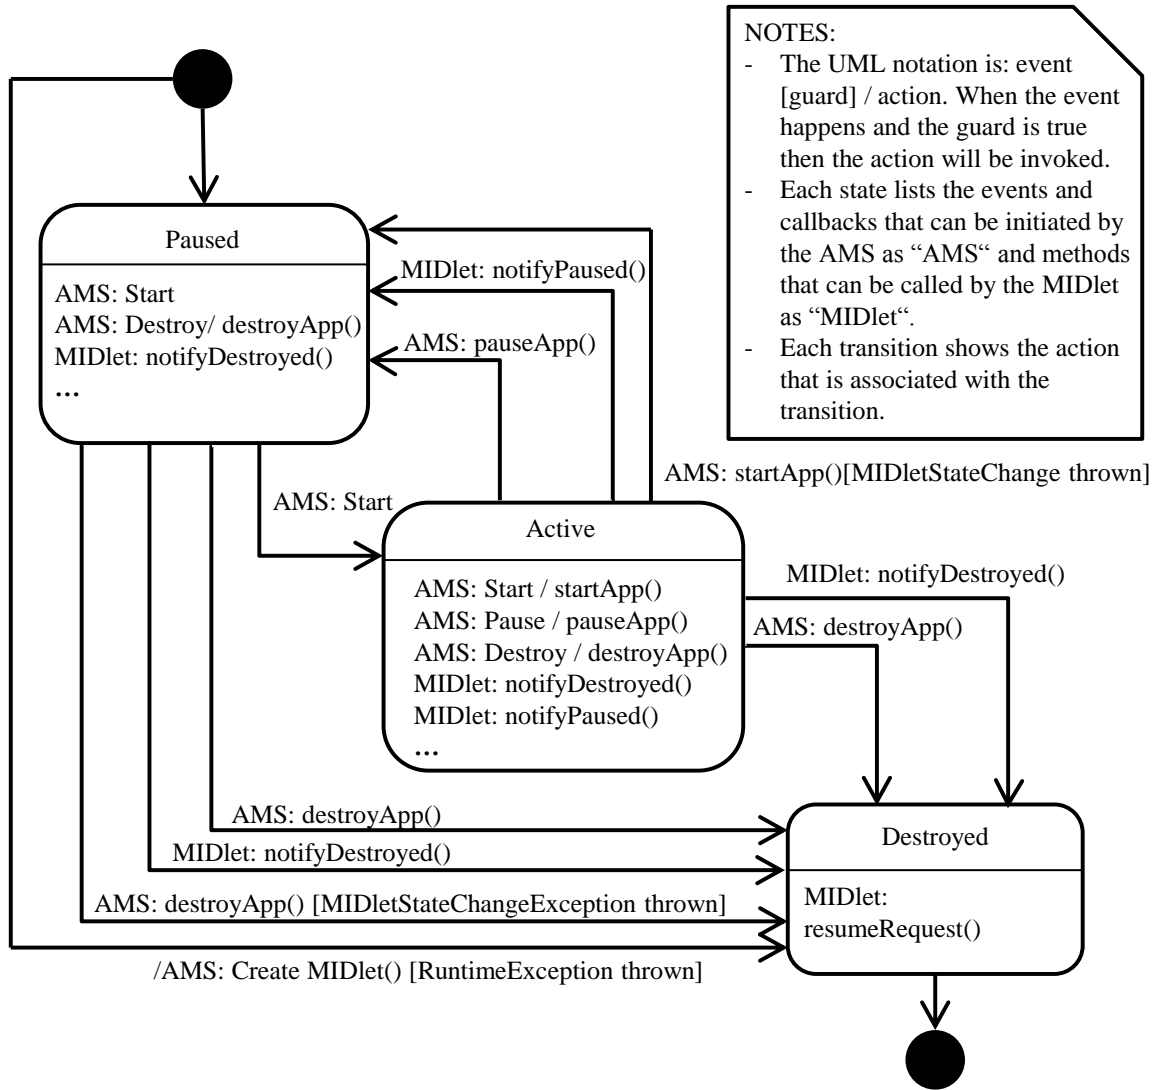 NOTES:
- The UML notation is: event
[guard] / action. When the event
happens and the guard is true
then the action will be invoked.
- Each state lists the events and
callbacks that can be initiated by
the AMS as “AMS“ and methods
that can be called by the MIDlet
as “MIDlet“.
- Each transition shows the action
that is associated with the
transition.
Paused
AMS: Start
AMS: Destroy/ destroyApp()
MIDlet: notifyDestroyed()
...
MIDlet: notifyPaused()
AMS: pauseApp()
AMS: startApp()[MIDletStateChange thrown]
AMS: Start
Active
AMS: Start / startApp()
AMS: Pause / pauseApp()
AMS: Destroy / destroyApp()
MIDlet: notifyDestroyed()
MIDlet: notifyPaused()
...
MIDlet: notifyDestroyed()
AMS: destroyApp()
AMS: destroyApp()
MIDlet: notifyDestroyed()
AMS: destroyApp() [MIDletStateChangeException thrown]
/AMS: Create MIDlet() [RuntimeException thrown]
Destroyed
MIDlet:
resumeRequest()